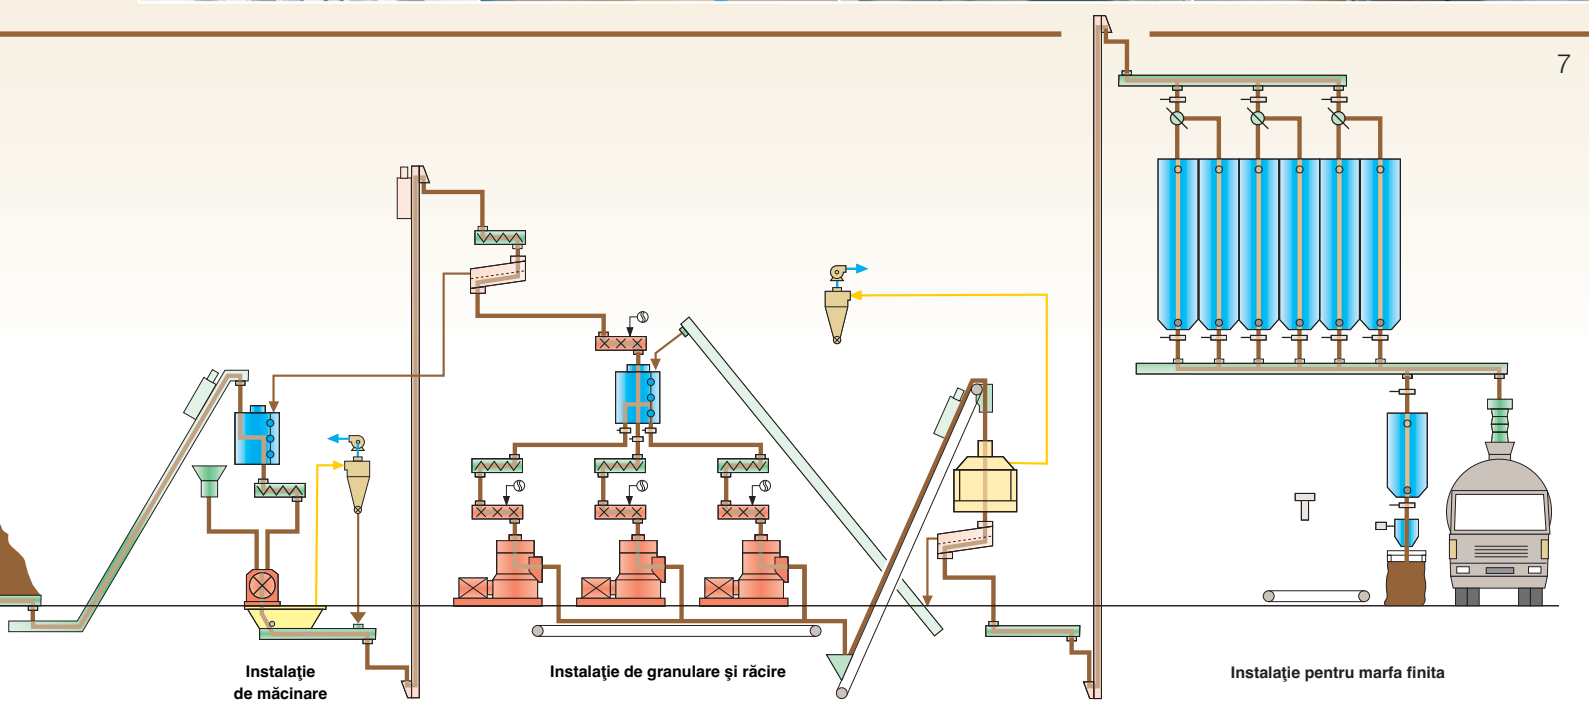 7
Instalaţie
de măcinare
Instalaţie de granulare şi răcire
Instalaţie pentru marfa finita